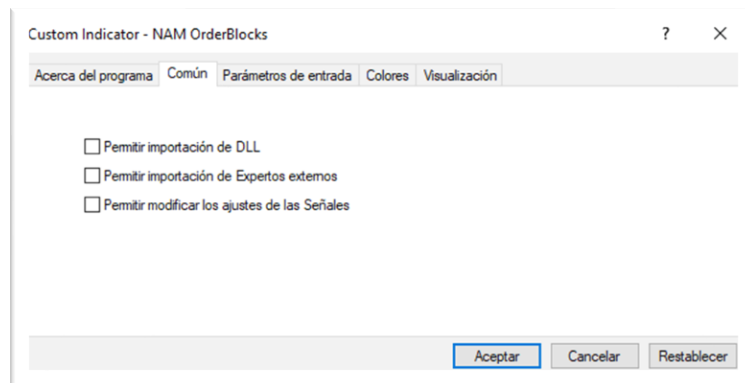 Custom Indicator - NAM OrderBlocks
Acerca del programa Común Parámetros de entrada Colores Visualización
Permitir importación de DLL
Permitir importación de Expertos externos
Permitir modificar los ajustes de las Señales
Aceptar Cancelar Restablecer